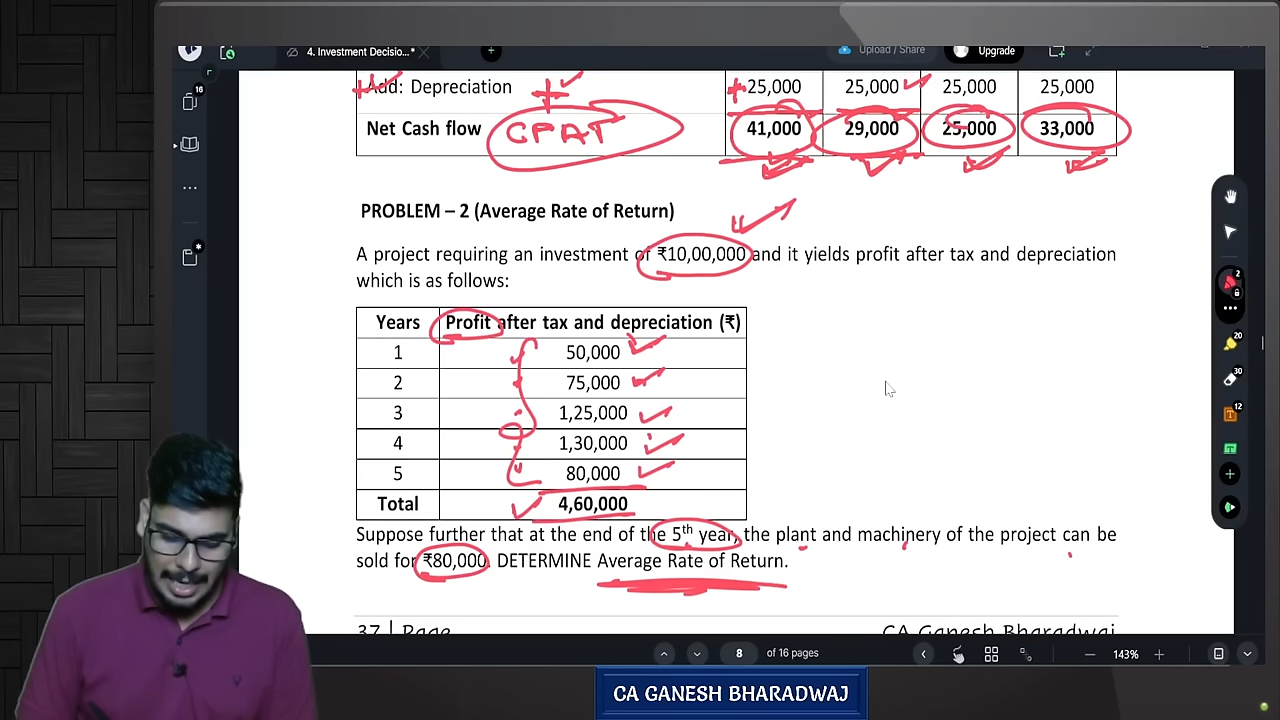 4. Investment Decisio...*
Upload / Share
Upgrade
16
Add: Depreciation + +25,000 25,000 25,000 25,000
Net Cash flow CFAT 41,000 29,000 25,000 33,000
PROBLEM – 2 (Average Rate of Return)
A project requiring an investment of ₹10,00,000 and it yields profit after tax and depreciation
which is as follows:
Years Profit after tax and depreciation (₹)
1 50,000
2 75,000
3 1,25,000
4 1,30,000
5 80,000
Total 4,60,000
Suppose further that at the end of the 5th year, the plant and machinery of the project can be
sold for ₹80,000. DETERMINE Average Rate of Return.
37 | Page CA Ganesh Bharadwaj
2
20
30
12
8 of 16 pages
143%
CA GANESH BHARADWAJ